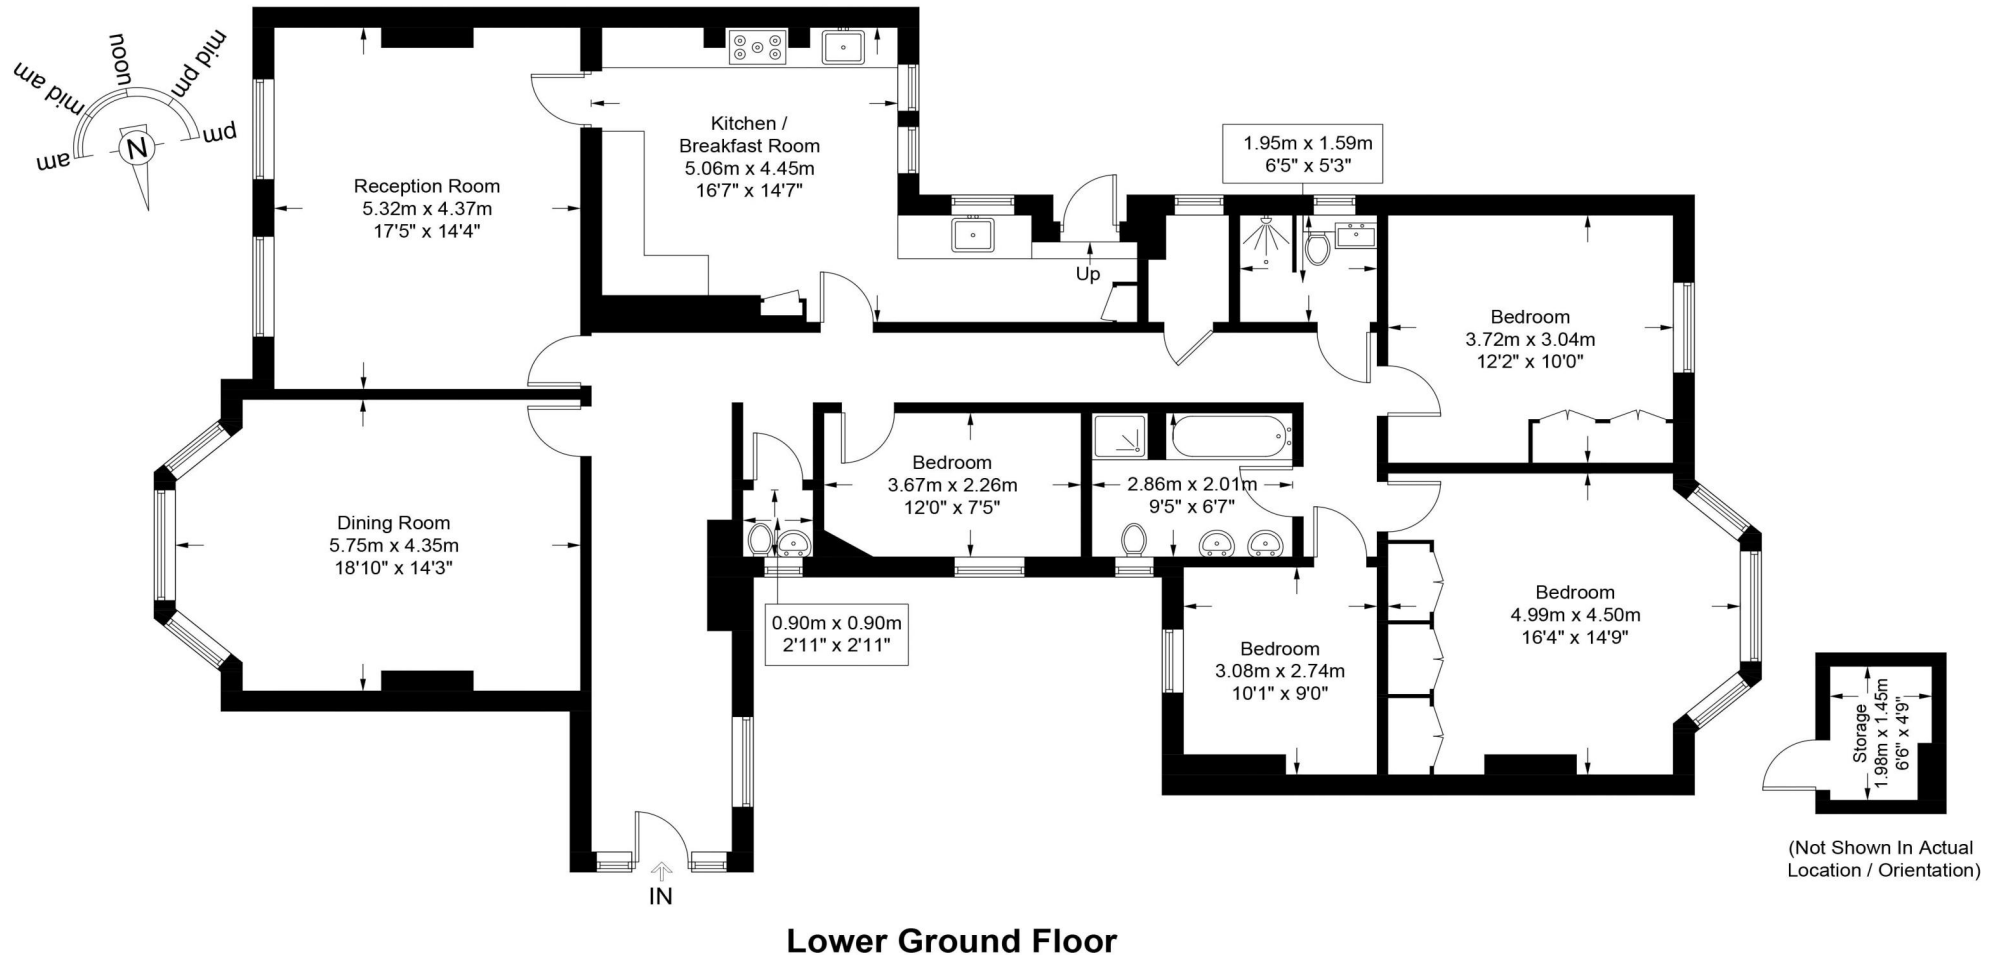 am
mid am
noon
mid pm
pm
N
Reception Room
5.32m x 4.37m
17'5" x 14'4"
Kitchen /
Breakfast Room
5.06m x 4.45m
16'7" x 14'7"
Up
1.95m x 1.59m
6'5" x 5'3"
Bedroom
3.72m x 3.04m
12'2" x 10'0"
Dining Room
5.75m x 4.35m
18'10" x 14'3"
Bedroom
3.67m x 2.26m
12'0" x 7'5"
2.86m x 2.01m
9'5" x 6'7"
0.90m x 0.90m
2'11" x 2'11"
Bedroom
3.08m x 2.74m
10'1" x 9'0"
Bedroom
4.99m x 4.50m
16'4" x 14'9"
Storage
1.98m x 1.45m
6'6" x 4'9"
(Not Shown In Actual
Location / Orientation)
IN
Lower Ground Floor